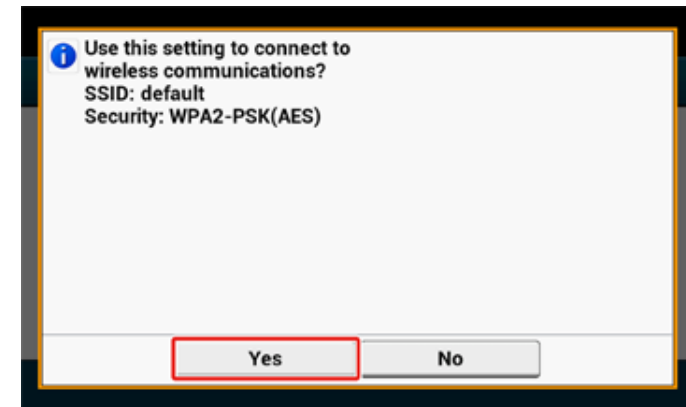 Use this setting to connect to
wireless communications?
SSID: default
Security: WPA2-PSK(AES)
Yes
No